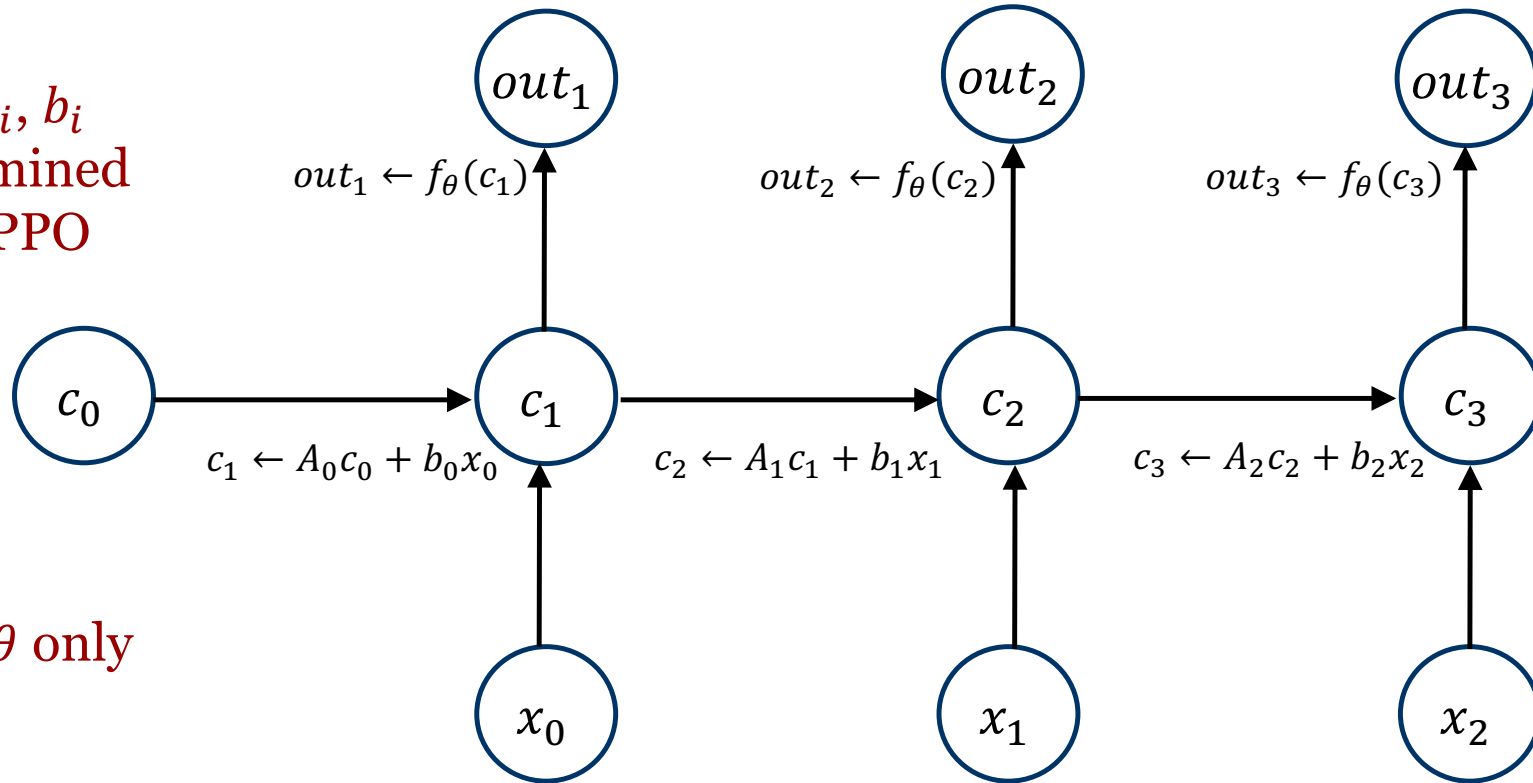 out₁
out₂
out₃
ᵢ, bᵢ
mined
PPO
out₁ ← f_θ(c₁)
out₂ ← f_θ(c₂)
out₃ ← f_θ(c₃)
c₀
c₁
c₂
c₃
c₁ ← A₀c₀ + b₀x₀
c₂ ← A₁c₁ + b₁x₁
c₃ ← A₂c₂ + b₂x₂
θ only
x₀
x₁
x₂